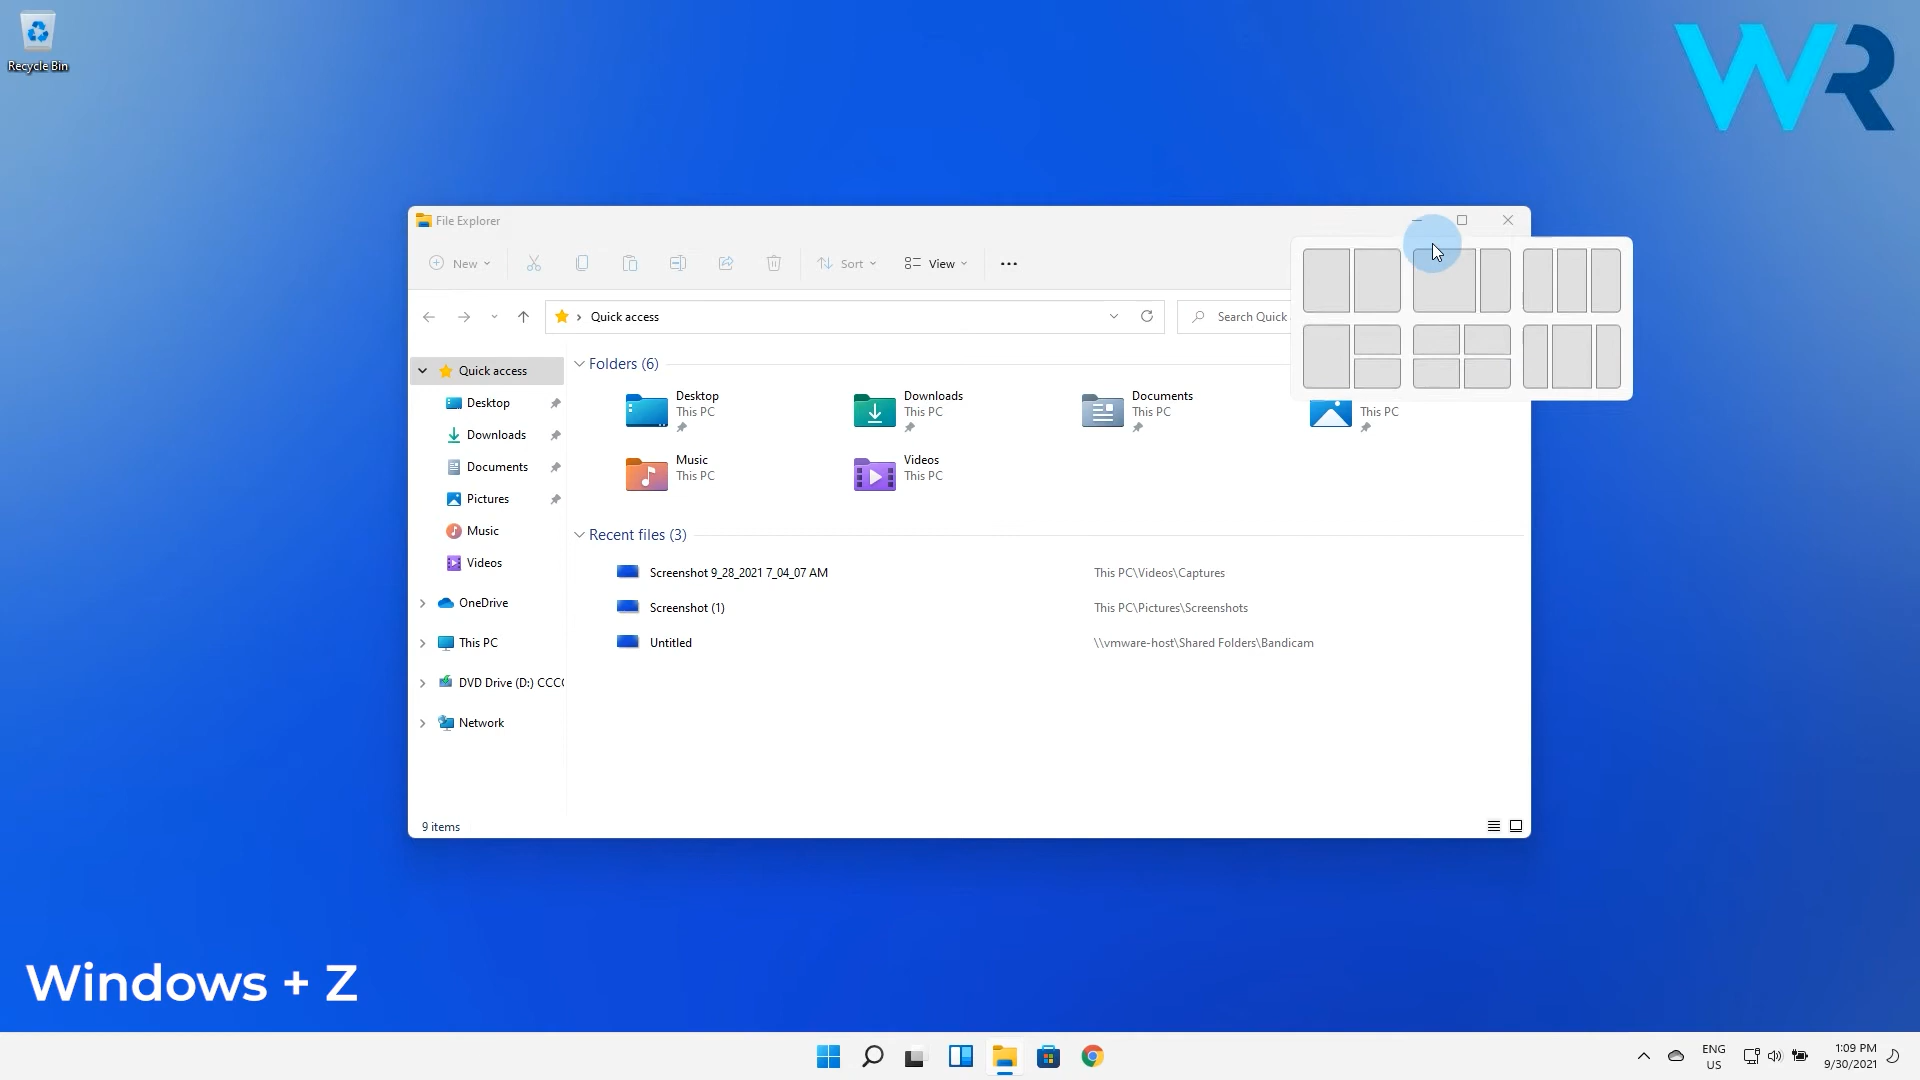 Recycle Bin
WR
File Explorer
New
Sort
View
Quick access
Search Quick
Quick access
Desktop
Downloads
Documents
Pictures
Music
Videos
OneDrive
This PC
DVD Drive (D:) CCC
Network
Folders (6)
Desktop
This PC
Downloads
This PC
Documents
This PC
This PC
Music
This PC
Videos
This PC
Recent files (3)
Screenshot 9_28_2021 7_04_07 AM
This PC\Videos\Captures
Screenshot (1)
This PC\Pictures\Screenshots
Untitled
\\vmware-host\Shared Folders\Bandicam
9 items
Windows + Z
ENG
US
1:09 PM
9/30/2021